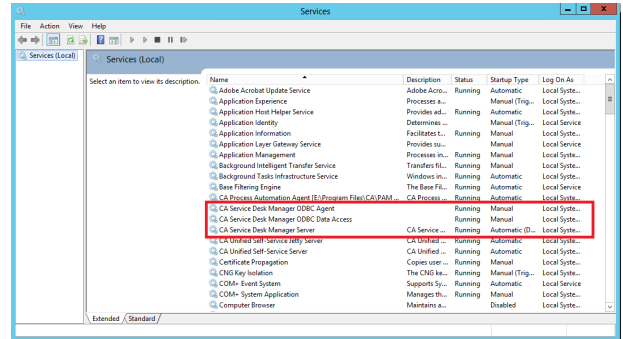 Services
File Action View Help
Services (Local)
Services (Local)
Select an item to view its description.
Name Description Status Startup Type Log On As
Adobe Acrobat Update Service Adobe Acro... Running Automatic Local Syste...
Application Experience Processes a... Manual (Trig... Local Syste...
Application Host Helper Service Provides ad... Running Automatic Local Syste...
Application Identity Determines ... Manual (Trig... Local Service
Application Information Facilitates t... Running Manual Local Syste...
Application Layer Gateway Service Provides su... Manual Local Service
Application Management Processes in... Running Manual Local Syste...
Background Intelligent Transfer Service Transfers fil... Running Manual Local Syste...
Background Tasks Infrastructure Service Windows in... Running Automatic Local Syste...
Base Filtering Engine The Base Fil... Running Automatic Local Service
CA Process Automation Agent [E:\Program Files\CA\PAM ... CA Process ... Running Automatic Local Syste...
CA Service Desk Manager ODBC Agent Running Manual Local Syste...
CA Service Desk Manager ODBC Data Access Running Manual Local Syste...
CA Service Desk Manager Server CA Service ... Running Automatic (D... Local Syste...
CA Unified Self-Service Jetty Server CA Unified ... Running Automatic Local Syste...
CA Unified Self-Service Server CA Unified ... Running Automatic Local Syste...
Certificate Propagation Copies user ... Running Manual Local Syste...
CNG Key Isolation The CNG ke... Running Manual (Trig... Local Syste...
COM+ Event System Supports Sy... Running Automatic Local Service
COM+ System Application Manages th... Running Manual Local Syste...
Computer Browser Maintains a... Disabled Local Syste...
Extended Standard